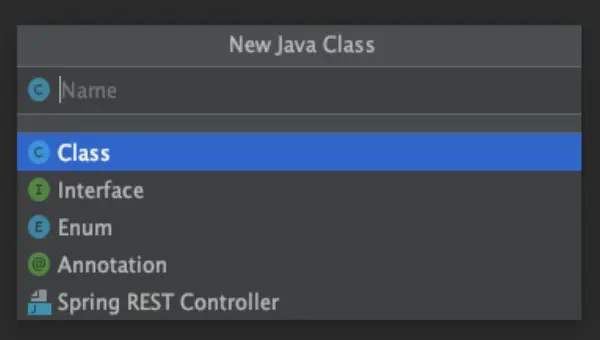 New Java Class
C Name
C Class
I Interface
E Enum
@ Annotation
J Spring REST Controller